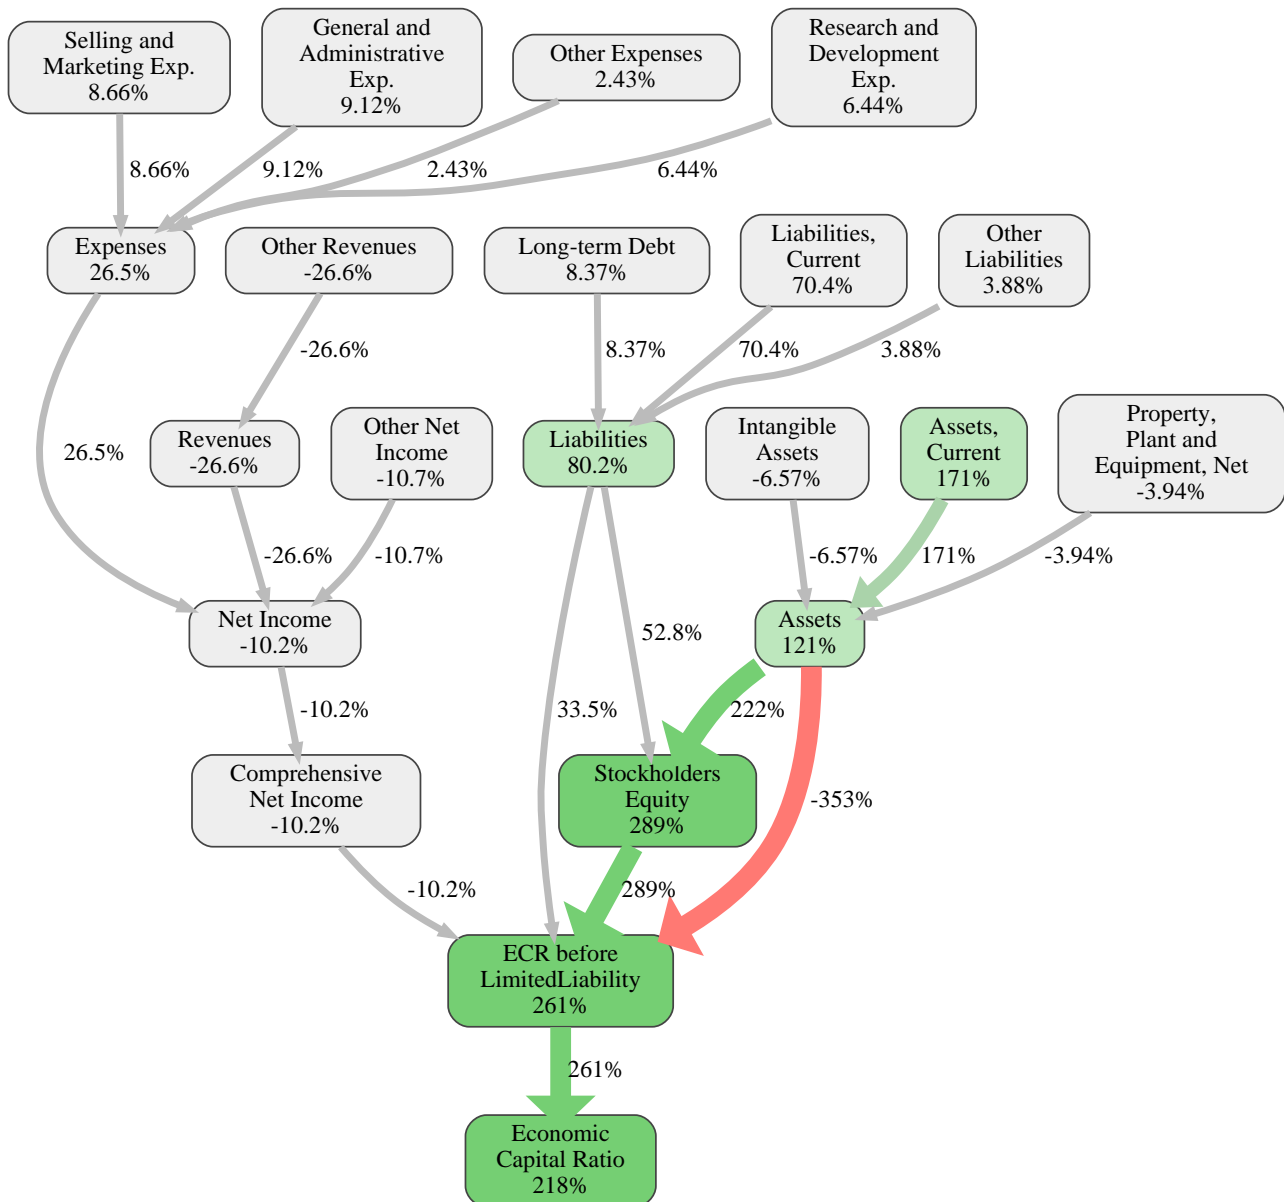 Selling and
Marketing Exp.
8.66%
General and
Administrative
Exp.
9.12%
Other Expenses
2.43%
Research and
Development
Exp.
6.44%
8.66%
9.12%
2.43%
6.44%
Expenses
26.5%
Other Revenues
-26.6%
Long-term Debt
8.37%
Liabilities,
Current
70.4%
Other
Liabilities
3.88%
-26.6%
8.37%
70.4%
3.88%
26.5%
Revenues
-26.6%
Other Net
Income
-10.7%
Liabilities
80.2%
Intangible
Assets
-6.57%
Assets,
Current
171%
Property,
Plant and
Equipment, Net
-3.94%
-26.6%
-10.7%
-6.57%
171%
-3.94%
Net Income
-10.2%
52.8%
Assets
121%
-10.2%
33.5%
222%
-353%
Comprehensive
Net Income
-10.2%
Stockholders
Equity
289%
-10.2%
289%
ECR before
LimitedLiability
261%
261%
Economic
Capital Ratio
218%